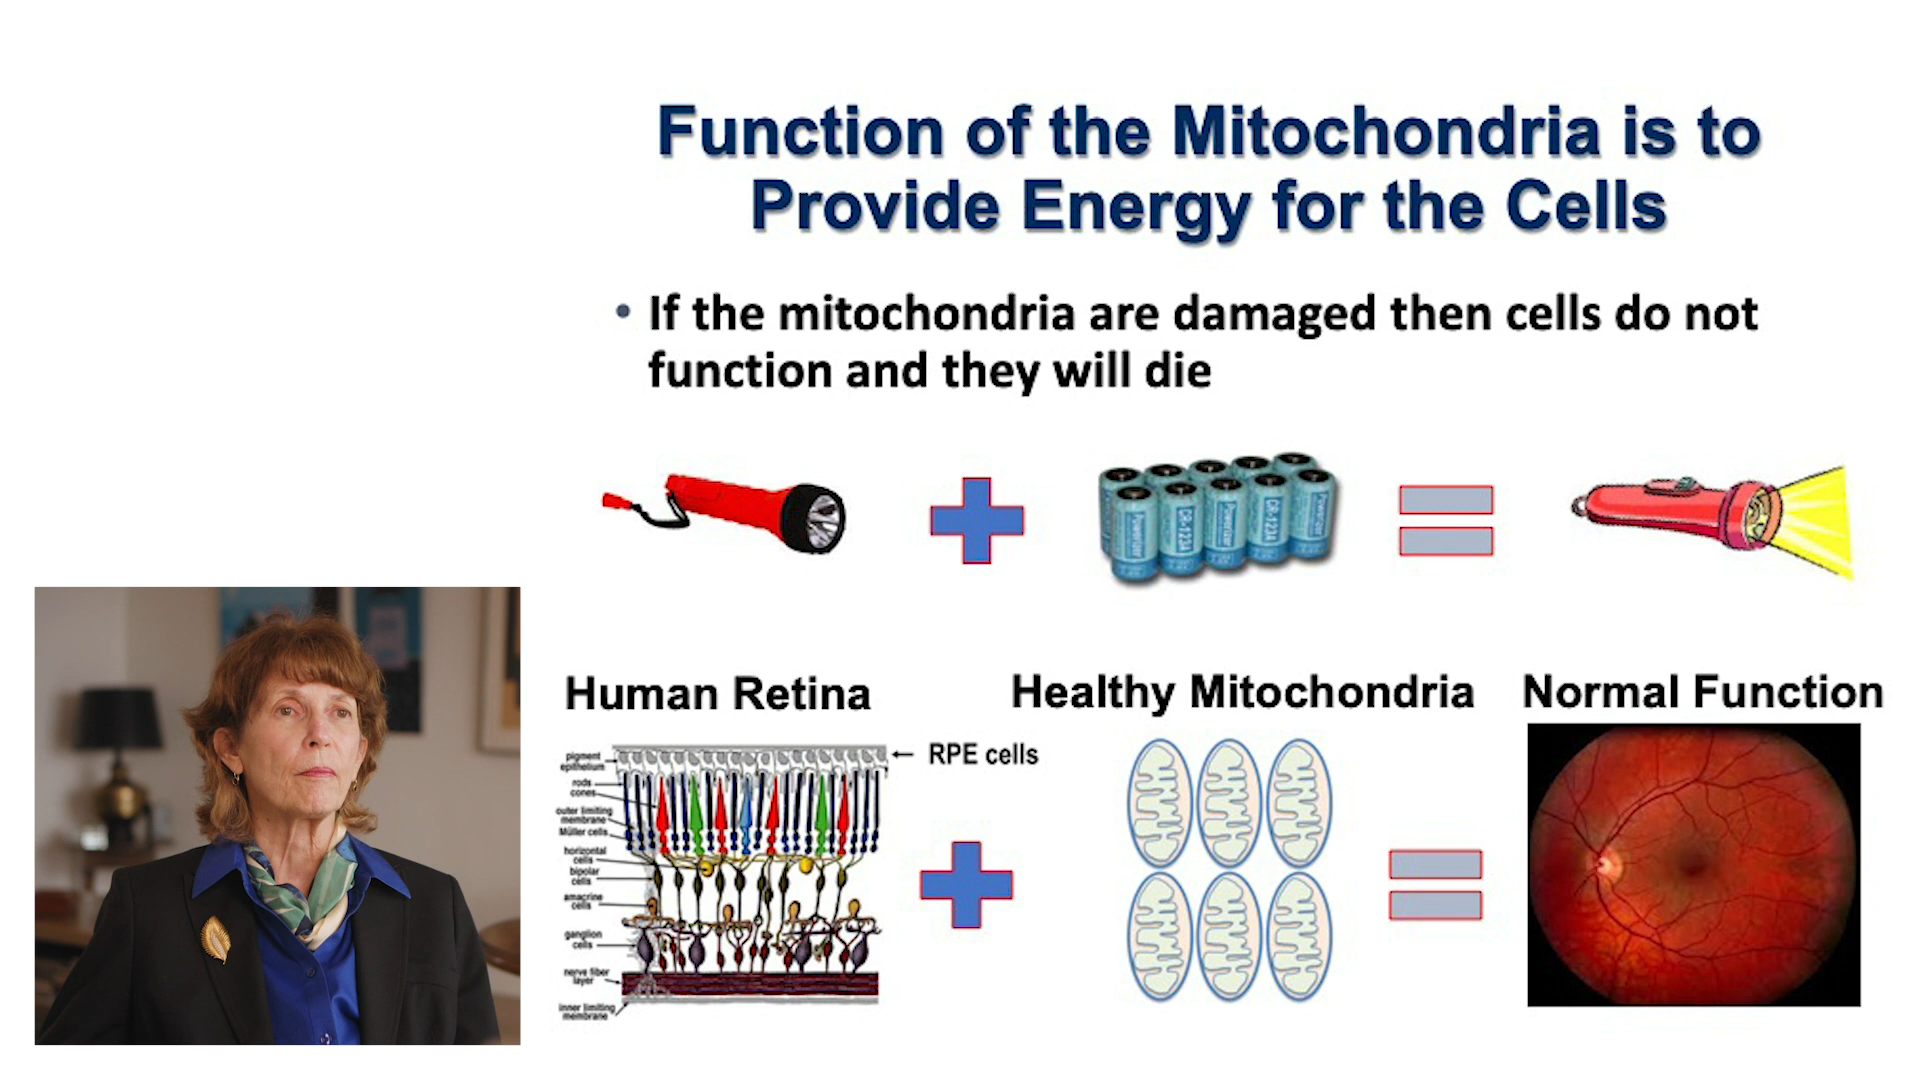 Function of the Mitochondria is to
Provide Energy for the Cells
• If the mitochondria are damaged then cells do not
function and they will die
CR-123A
Human Retina
Healthy Mitochondria
Normal Function
pigment
epithelium
RPE cells
rods
cones
outer limiting
membrane
Müller cells
horizontal
cells
bipolar
cells
amacrine
cells
ganglion
cells
nerve fiber
layer
inner limiting
membrane